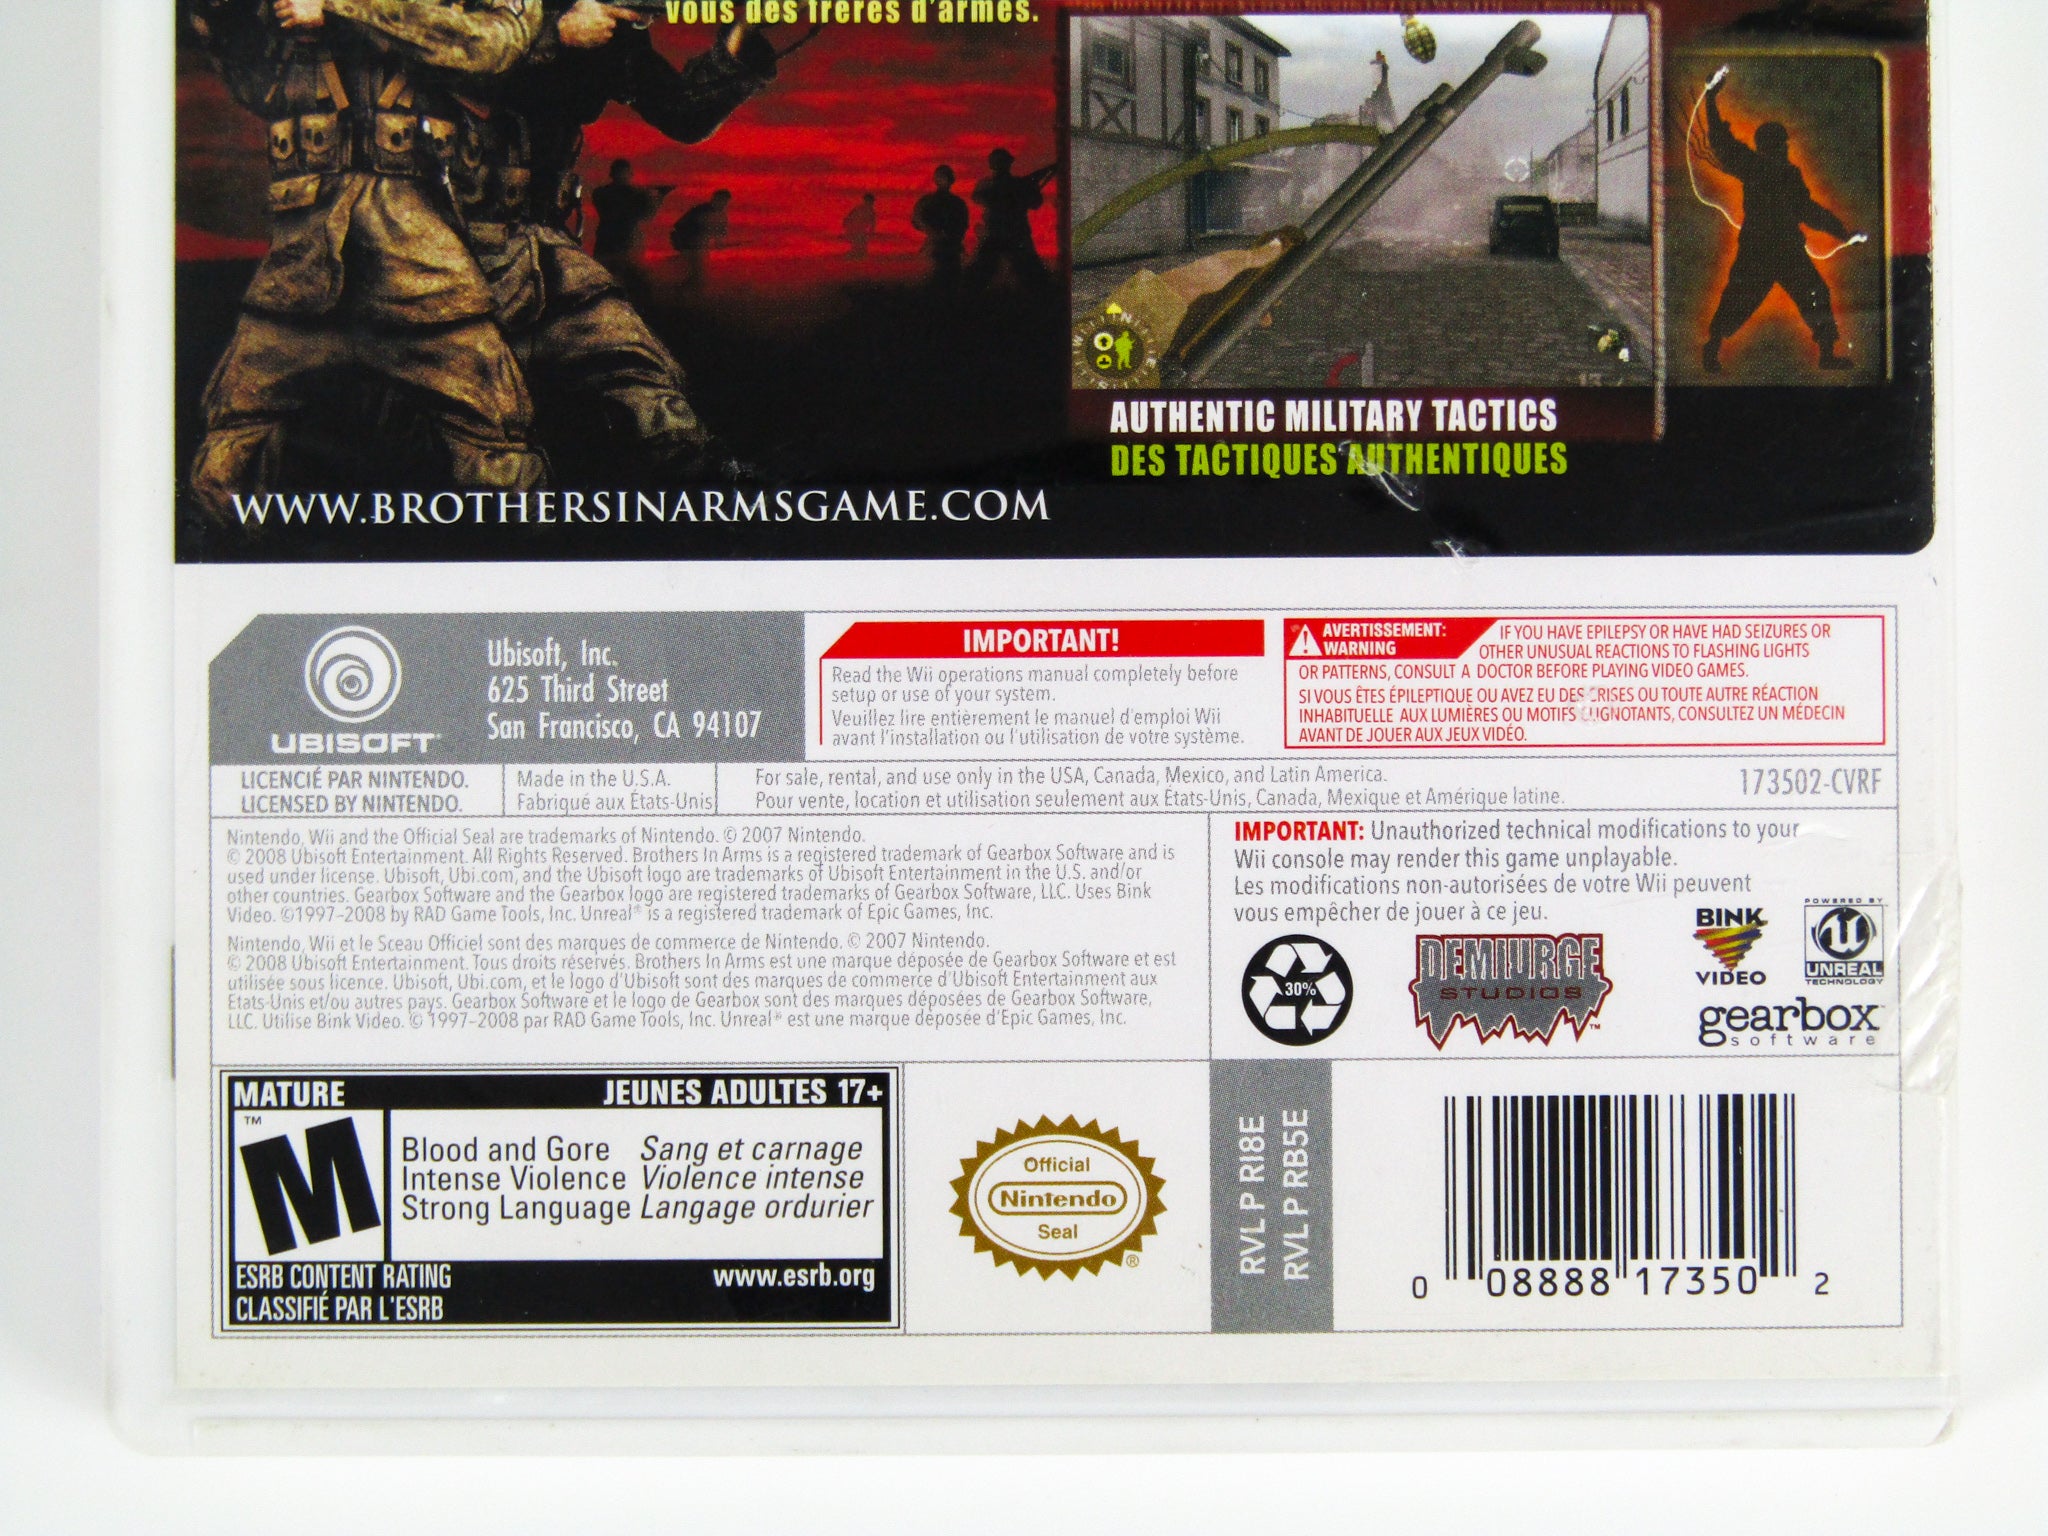 vous des frères d'armes.
AUTHENTIC MILITARY TACTICS
DES TACTIQUES AUTHENTIQUES
WWW.BROTHERSINARMSGAME.COM
UBISOFT
Ubisoft, Inc.
625 Third Street
San Francisco, CA 94107
IMPORTANT!
Read the Wii operations manual completely before
setup or use of your system.
Veuillez lire entièrement le manuel d'emploi Wii
avant l'installation ou l'utilisation de votre système.
AVERTISSEMENT:
WARNING
IF YOU HAVE EPILEPSY OR HAVE HAD SEIZURES OR
OTHER UNUSUAL REACTIONS TO FLASHING LIGHTS
OR PATTERNS, CONSULT A DOCTOR BEFORE PLAYING VIDEO GAMES.
SI VOUS ÊTES ÉPILEPTIQUE OU AVEZ EU DES CRISES OU TOUTE AUTRE RÉACTION
INHABITUELLE AUX LUMIÈRES OU MOTIFS CLIGNOTANTS, CONSULTEZ UN MÉDECIN
AVANT DE JOUER AUX JEUX VIDÉO.
LICENCIÉ PAR NINTENDO.
LICENSED BY NINTENDO.
Made in the U.S.A.
Fabriqué aux États-Unis
For sale, rental, and use only in the USA, Canada, Mexico, and Latin America.
Pour vente, location et utilisation seulement aux États-Unis, Canada, Mexique et Amérique latine.
173502-CVRF
Nintendo, Wii and the Official Seal are trademarks of Nintendo. © 2007 Nintendo.
© 2008 Ubisoft Entertainment. All Rights Reserved. Brothers In Arms is a registered trademark of Gearbox Software and is
used under license. Ubisoft, Ubi.com, and the Ubisoft logo are trademarks of Ubisoft Entertainment in the U.S. and/or
other countries. Gearbox Software and the Gearbox logo are registered trademarks of Gearbox Software, LLC. Uses Bink
Video. ©1997-2008 by RAD Game Tools, Inc. Unreal® is a registered trademark of Epic Games, Inc.
Nintendo, Wii et le Sceau Officiel sont des marques de commerce de Nintendo. © 2007 Nintendo.
© 2008 Ubisoft Entertainment. Tous droits réservés. Brothers In Arms est une marque déposée de Gearbox Software et est
utilisée sous licence. Ubisoft, Ubi.com, et le logo d'Ubisoft sont des marques de commerce d'Ubisoft Entertainment aux
États-Unis et/ou autres pays. Gearbox Software et le logo de Gearbox sont des marques déposées de Gearbox Software,
LLC. Utilise Bink Video. © 1997-2008 par RAD Game Tools, Inc. Unreal® est une marque déposée d'Epic Games, Inc.
IMPORTANT: Unauthorized technical modifications to your
Wii console may render this game unplayable.
Les modifications non-autorisées de votre Wii peuvent
vous empêcher de jouer à ce jeu.
30%
DEMIURGE
STUDIOS™
BINK
VIDEO
POWERED BY
UNREAL
TECHNOLOGY
gearbox
software
MATURE
JEUNES ADULTES 17+
M™
Blood and Gore Sang et carnage
Intense Violence Violence intense
Strong Language Langage ordurier
ESRB CONTENT RATING
www.esrb.org
CLASSIFIÉ PAR L'ESRB
Official
Nintendo
Seal®
RVL P RI8E
RVL P RB5E
0 08888 17350 2